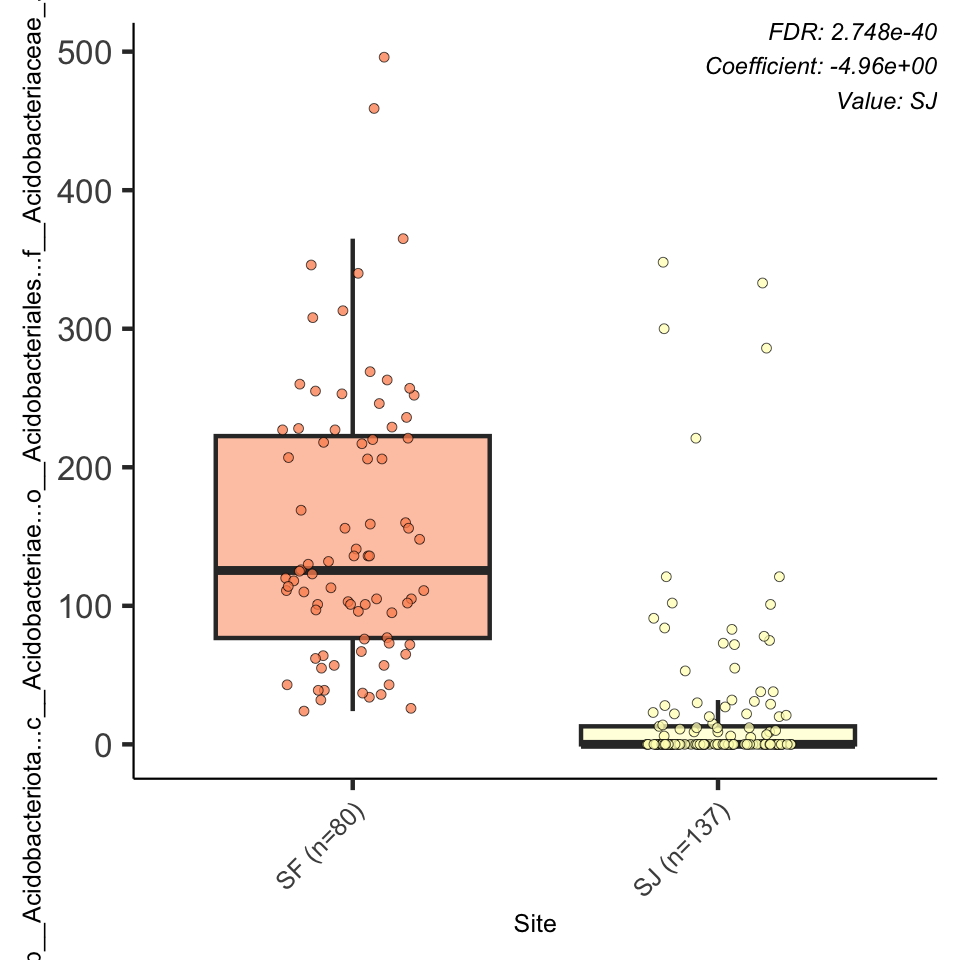 FDR: 2.748e-40
Coefficient: -4.96e+00
Value: SJ
500
400
300
200
100
0
o__Acidobacteriota...c__Acidobacteriae...o__Acidobacteriales...f__Acidobacteriaceae_
SF (n=80)
SJ (n=137)
Site